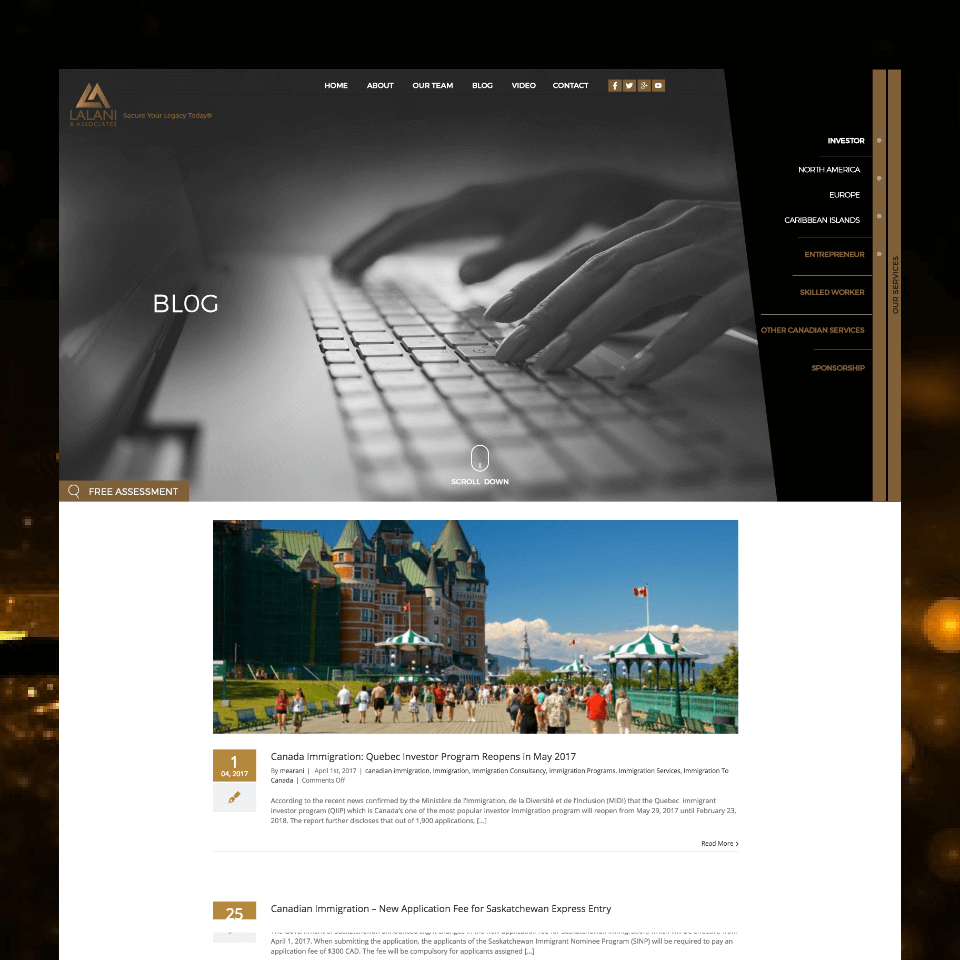 HOME ABOUT OUR TEAM BLOG VIDEO CONTACT
LALANI
& ASSOCIATES
Secure Your Legacy Today®
INVESTOR
NORTH AMERICA
EUROPE
CARIBBEAN ISLANDS
ENTREPRENEUR
SKILLED WORKER
OTHER CANADIAN SERVICES
SPONSORSHIP
OUR SERVICES
BLOG
SCROLL DOWN
FREE ASSESSMENT
1
04, 2017
Canada Immigration: Quebec Investor Program Reopens in May 2017
By mearani | April 1st, 2017 | canadian immigration, Immigration, Immigration Consultancy, Immigration Programs, Immigration Services, Immigration To
Canada | Comments Off
According to the recent news confirmed by the Ministère de l'Immigration, de la Diversité et de l'Inclusion (MIDI) that the Quebec immigrant
investor program (QIIP) which is Canada's one of the most popular investor immigration program will reopen from May 29, 2017 until February 23,
2018. The report further discloses that out of 1,900 applications, [...]
Read More
25
Canadian Immigration – New Application Fee for Saskatchewan Express Entry
April 1, 2017. When submitting the application, the applicants of the Saskatchewan Immigrant Nominee Program (SINP) will be required to pay an
application fee of $300 CAD. The fee will be compulsory for applicants assigned [...]